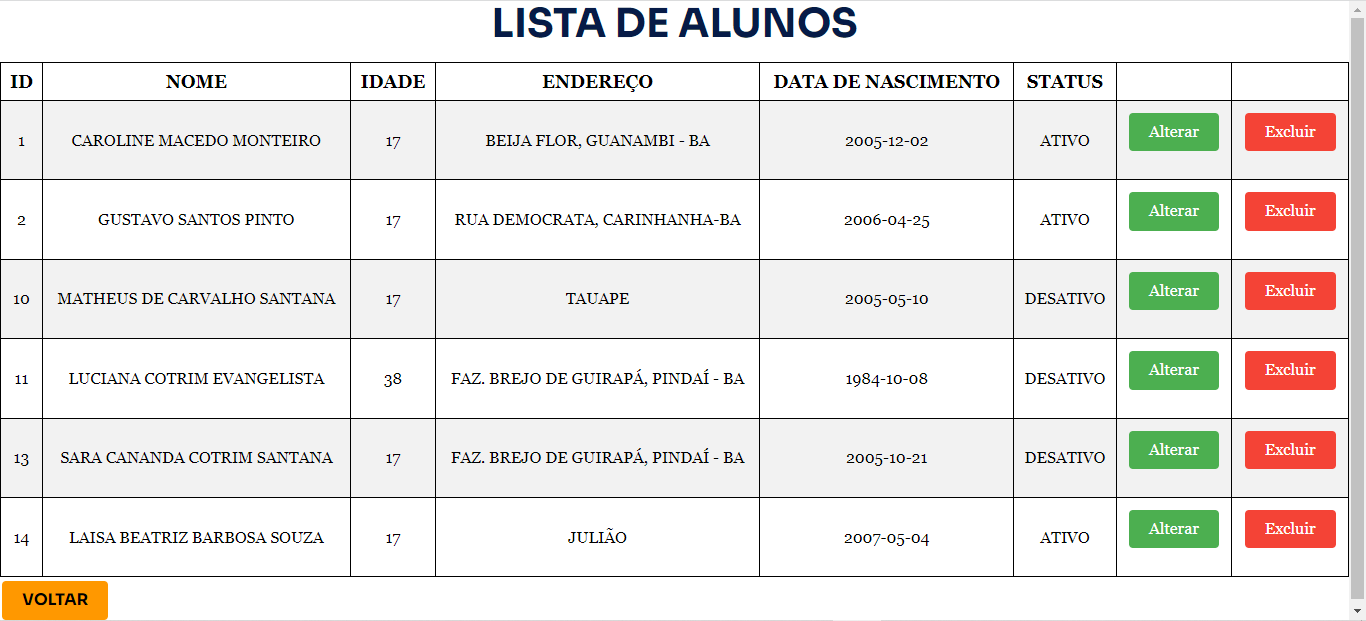 LISTA DE ALUNOS
ID NOME IDADE ENDEREÇO DATA DE NASCIMENTO STATUS
1 CAROLINE MACEDO MONTEIRO 17 BEIJA FLOR, GUANAMBI - BA 2005-12-02 ATIVO Alterar Excluir
2 GUSTAVO SANTOS PINTO 17 RUA DEMOCRATA, CARINHANHA-BA 2006-04-25 ATIVO Alterar Excluir
10 MATHEUS DE CARVALHO SANTANA 17 TAUAPE 2005-05-10 DESATIVO Alterar Excluir
11 LUCIANA COTRIM EVANGELISTA 38 FAZ. BREJO DE GUIRAPÁ, PINDAÍ - BA 1984-10-08 DESATIVO Alterar Excluir
13 SARA CANANDA COTRIM SANTANA 17 FAZ. BREJO DE GUIRAPÁ, PINDAÍ - BA 2005-10-21 DESATIVO Alterar Excluir
14 LAISA BEATRIZ BARBOSA SOUZA 17 JULIÃO 2007-05-04 ATIVO Alterar Excluir
VOLTAR